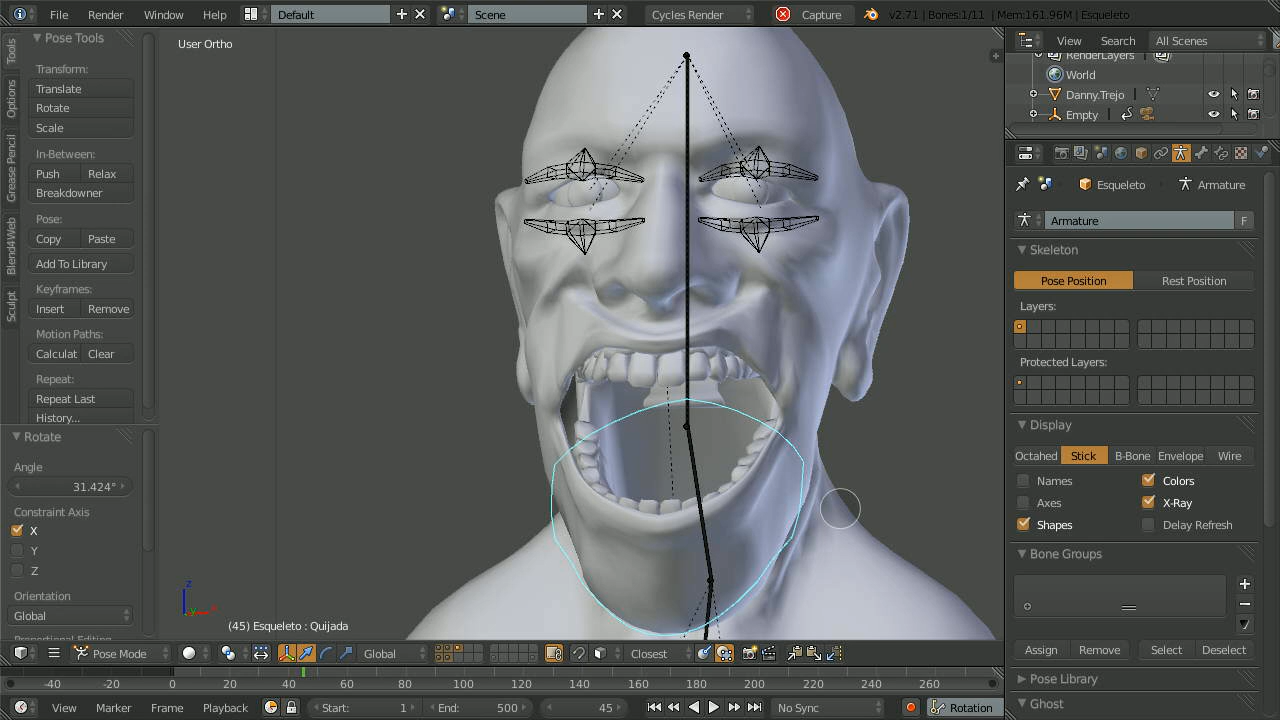 File Render Window Help Default Scene Cycles Render Capture v2.71 | Bones:1/11 | Mem:161.96M | Esqueleto
Tools
Options
Grease Pencil
Blend4Web
Sculpt
Pose Tools
Transform:
Translate
Rotate
Scale
In-Between:
Push Relax
Breakdowner
Pose:
Copy Paste
Add To Library
Keyframes:
Insert Remove
Motion Paths:
Calculat Clear
Repeat:
Repeat Last
History...
Rotate
Angle
31.424°
Constraint Axis
X
Y
Z
Orientation
Global
Proportional Editing
User Ortho
z
y
(45) Esqueleto : Quijada
View Search All Scenes
RenderLayers
World
Danny.Trejo
Empty
Esqueleto Armature
Armature F
Skeleton
Pose Position Rest Position
Layers:
Protected Layers:
Display
Octahed Stick B-Bone Envelope Wire
Names Colors
Axes X-Ray
Shapes Delay Refresh
Bone Groups
Assign Remove Select Deselect
Pose Library
Ghost
Pose Mode Global Closest
-40 -20 0 20 40 60 80 100 120 140 160 180 200 220 240 260
View Marker Frame Playback Start: 1 End: 500 45 No Sync Rotation